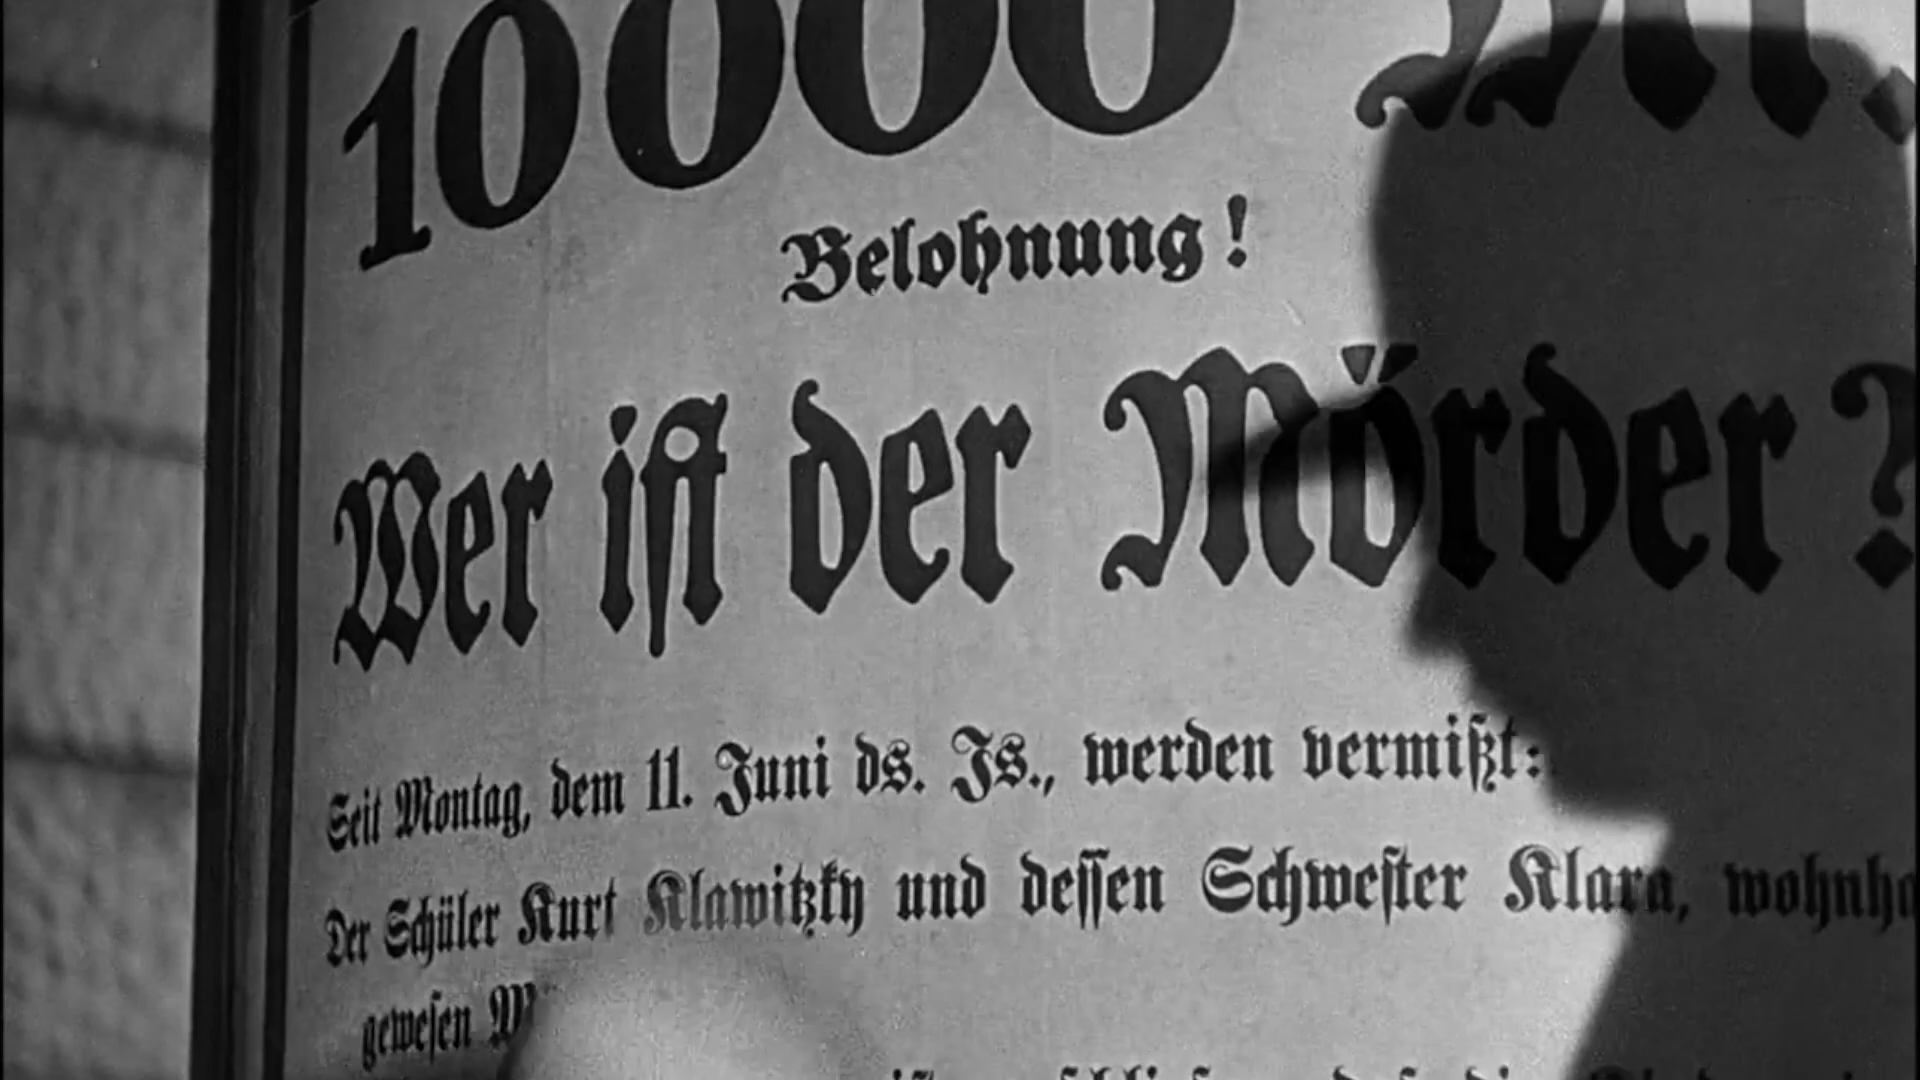 10000 M.
Belohnung!
Wer ist der Mörder?
Seit Montag, dem 11. Juni ds. Js., werden vermißt:
Der Schüler Kurt Klawitzky und dessen Schwester Klara,
gewesen